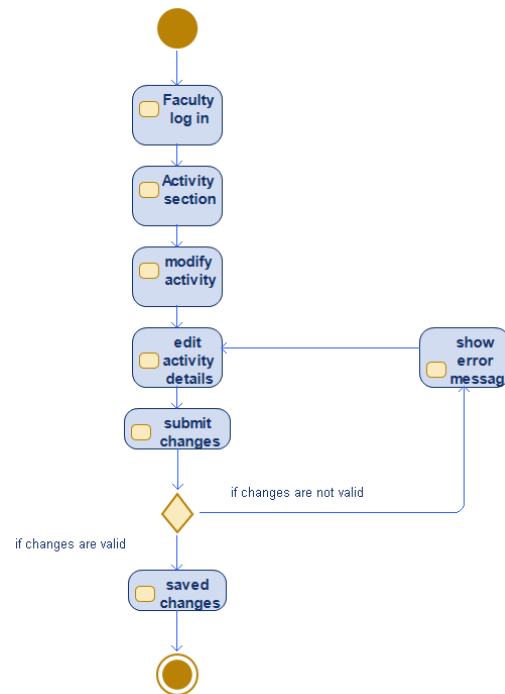 Faculty
log in
Activity
section
modify
activity
edit
activity
details
show
error
messag
submit
changes
if changes are not valid
if changes are valid
saved
changes